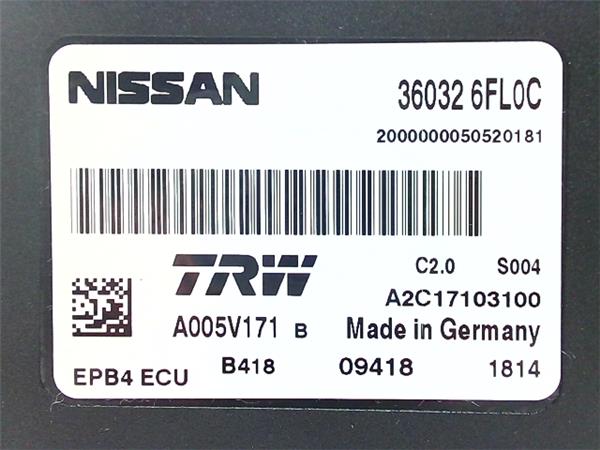 NISSAN 36032 6FL0C
2000000050520181
TRW C2.0 S004
A2C17103100
A005V171 B Made in Germany
EPB4 ECU B418 09418 1814